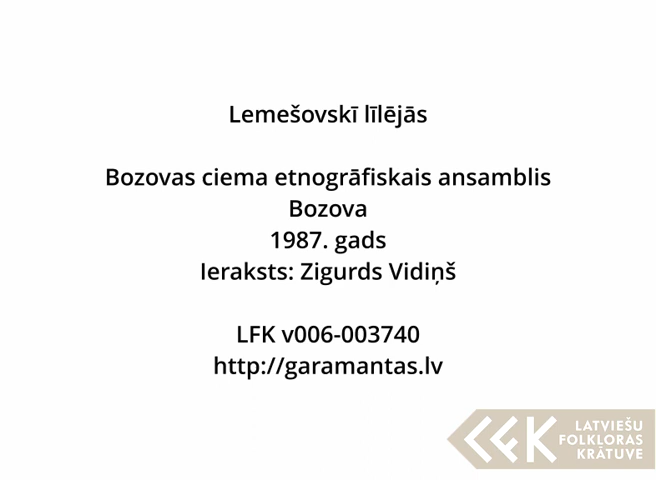 Lemešovskī līlējās
Bozovas ciema etnogrāfiskais ansamblis
Bozova
1987. gads
Ieraksts: Zigurds Vidiņš
LFK v006-003740
http://garamantas.lv
LFK
LATVIEŠU
FOLKLORAS
KRĀTUVE